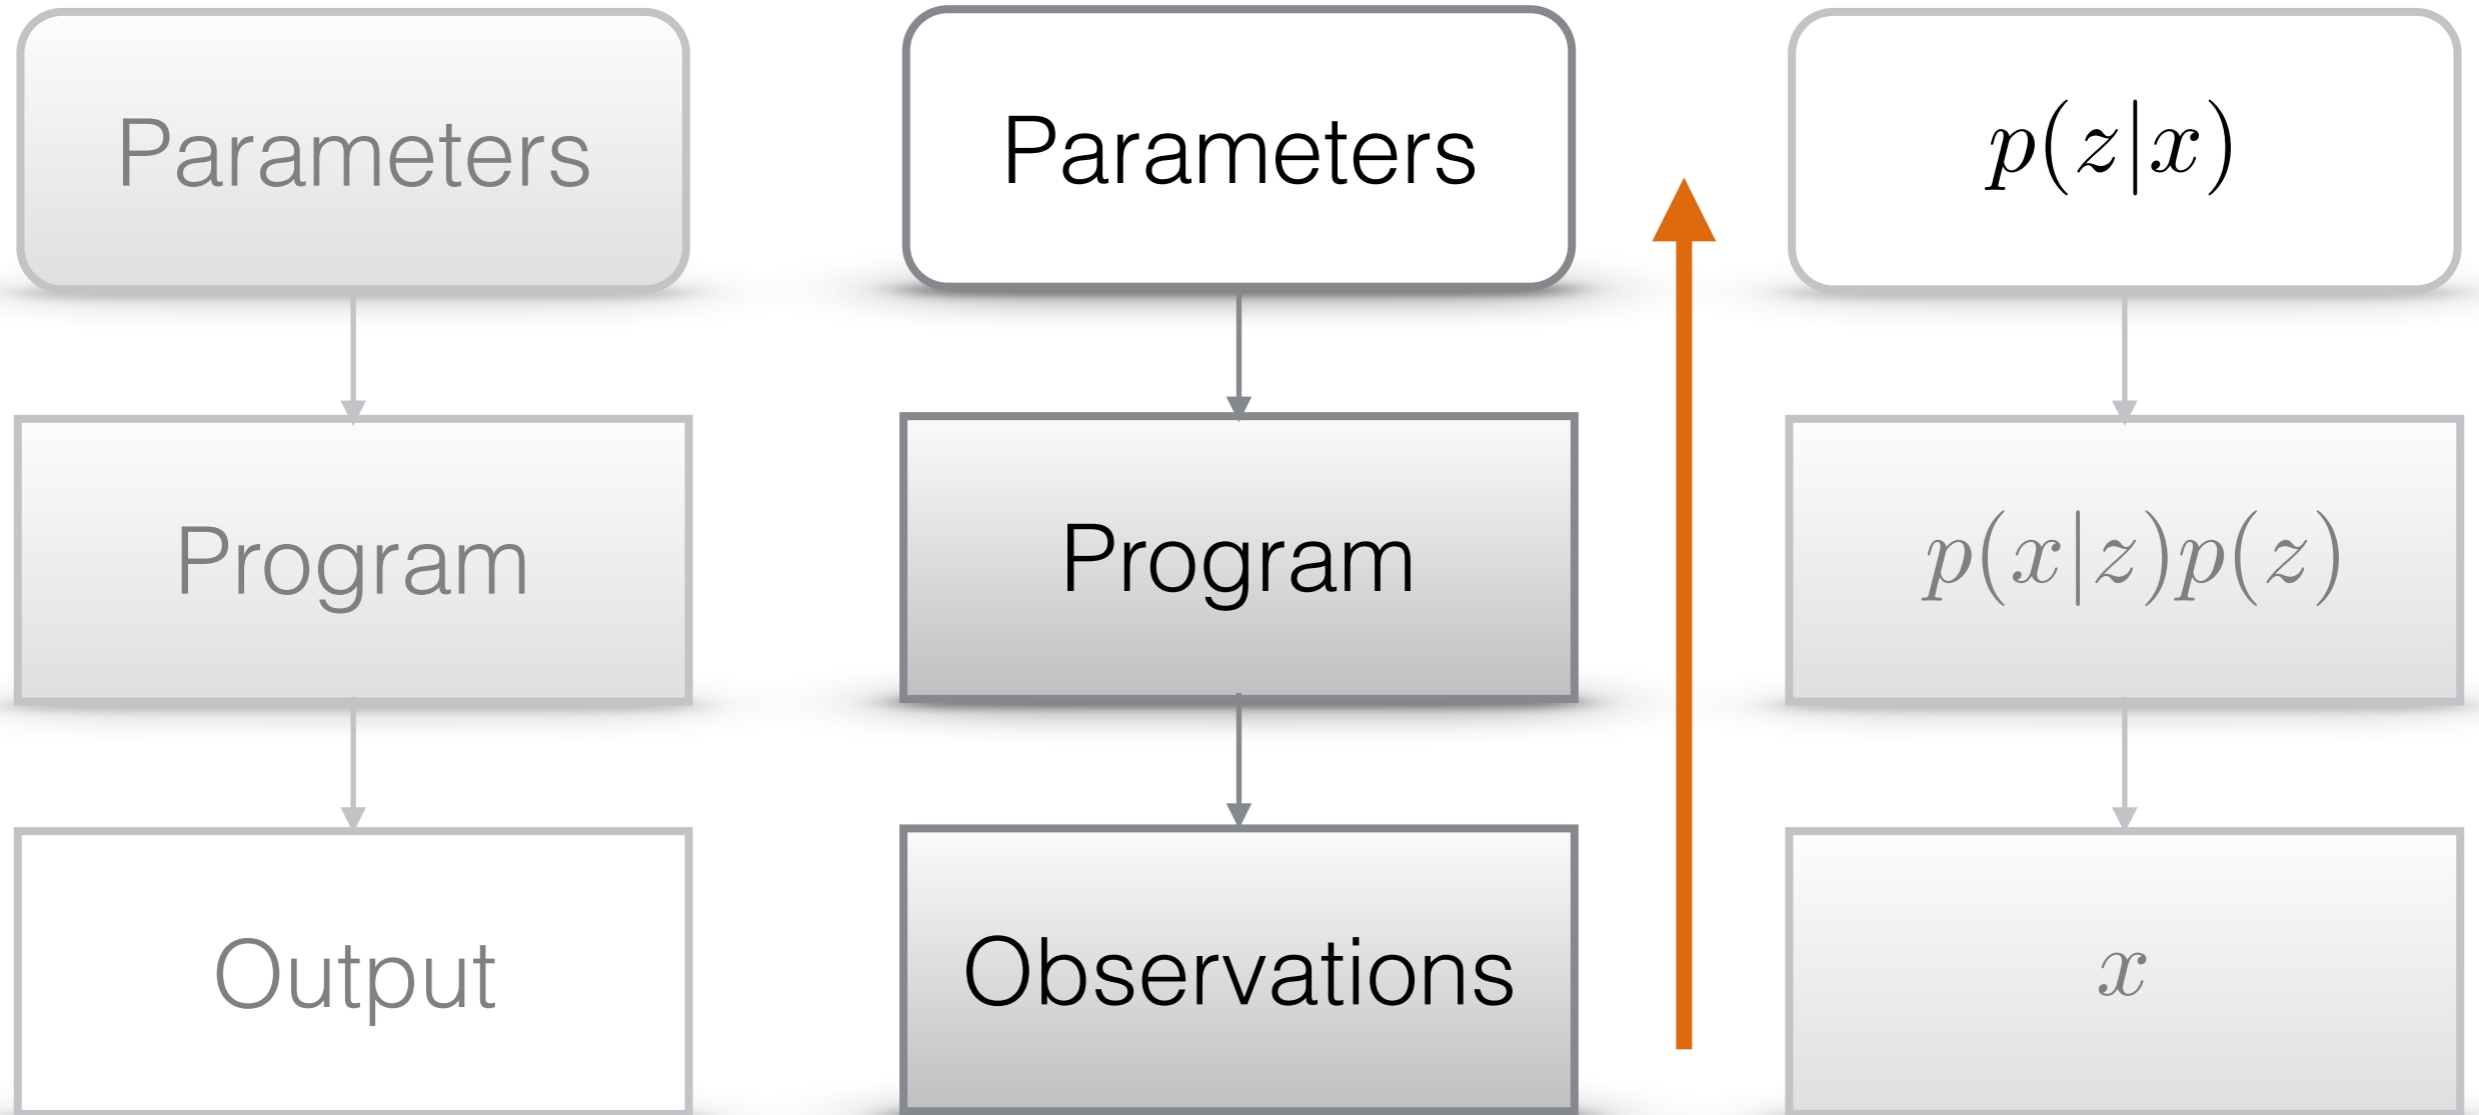 Parameters
Parameters
p(z|x)
Program
Program
p(x|z)p(z)
Output
Observations
x